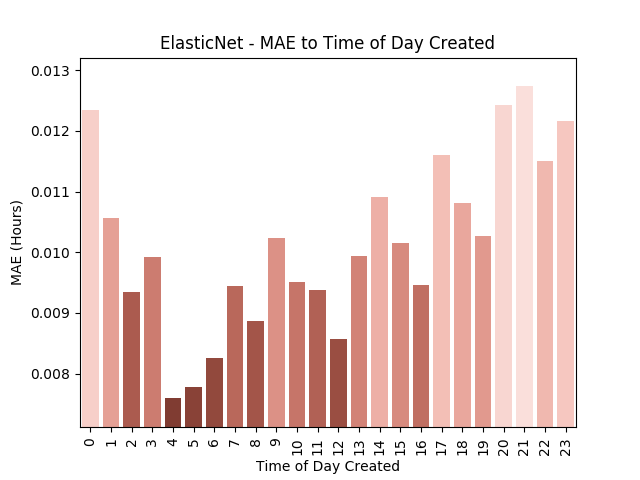 ElasticNet - MAE to Time of Day Created
MAE (Hours)
0.013
0.012
0.011
0.010
0.009
0.008
0 1 2 3 4 5 6 7 8 9 10 11 12 13 14 15 16 17 18 19 20 21 22 23
Time of Day Created